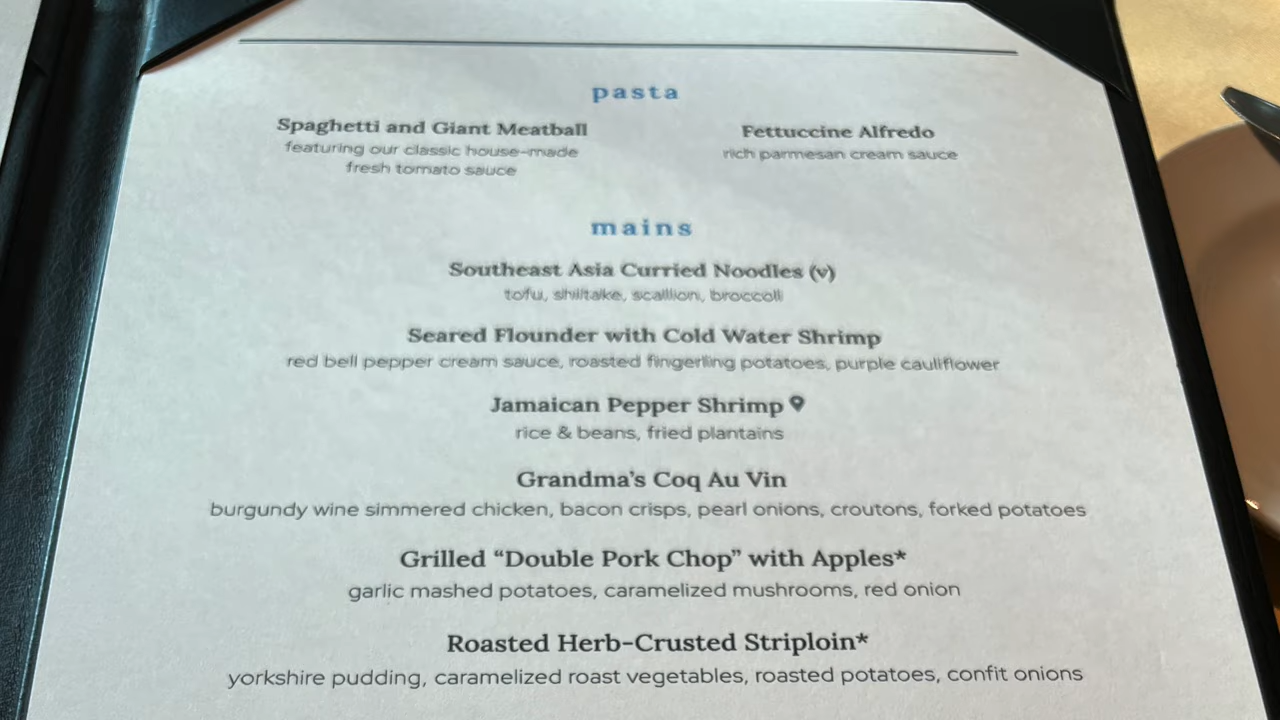 pasta
Spaghetti and Giant Meatball
featuring our classic house-made
fresh tomato sauce
Fettuccine Alfredo
rich parmesan cream sauce
mains
Southeast Asia Curried Noodles (v)
tofu, shiitake, scallion, broccoli
Seared Flounder with Cold Water Shrimp
red bell pepper cream sauce, roasted fingerling potatoes, purple cauliflower
Jamaican Pepper Shrimp
rice & beans, fried plantains
Grandma's Coq Au Vin
burgundy wine simmered chicken, bacon crisps, pearl onions, croutons, forked potatoes
Grilled “Double Pork Chop” with Apples*
garlic mashed potatoes, caramelized mushrooms, red onion
Roasted Herb-Crusted Striploin*
yorkshire pudding, caramelized roast vegetables, roasted potatoes, confit onions